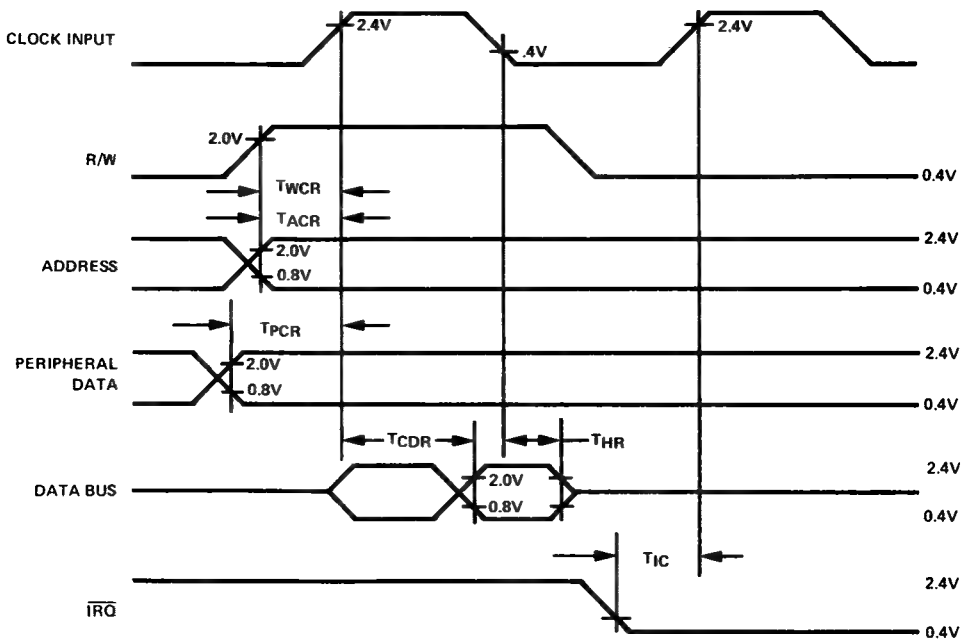 CLOCK INPUT
2.4V
.4V
2.4V
R/W
2.0V
0.4V
TWCR
TACR
ADDRESS
2.0V
0.8V
2.4V
0.4V
TPCR
PERIPHERAL
DATA
2.0V
0.8V
2.4V
0.4V
TCDR
THR
DATA BUS
2.0V
0.8V
2.4V
0.4V
TIC
IRQ
2.4V
0.4V